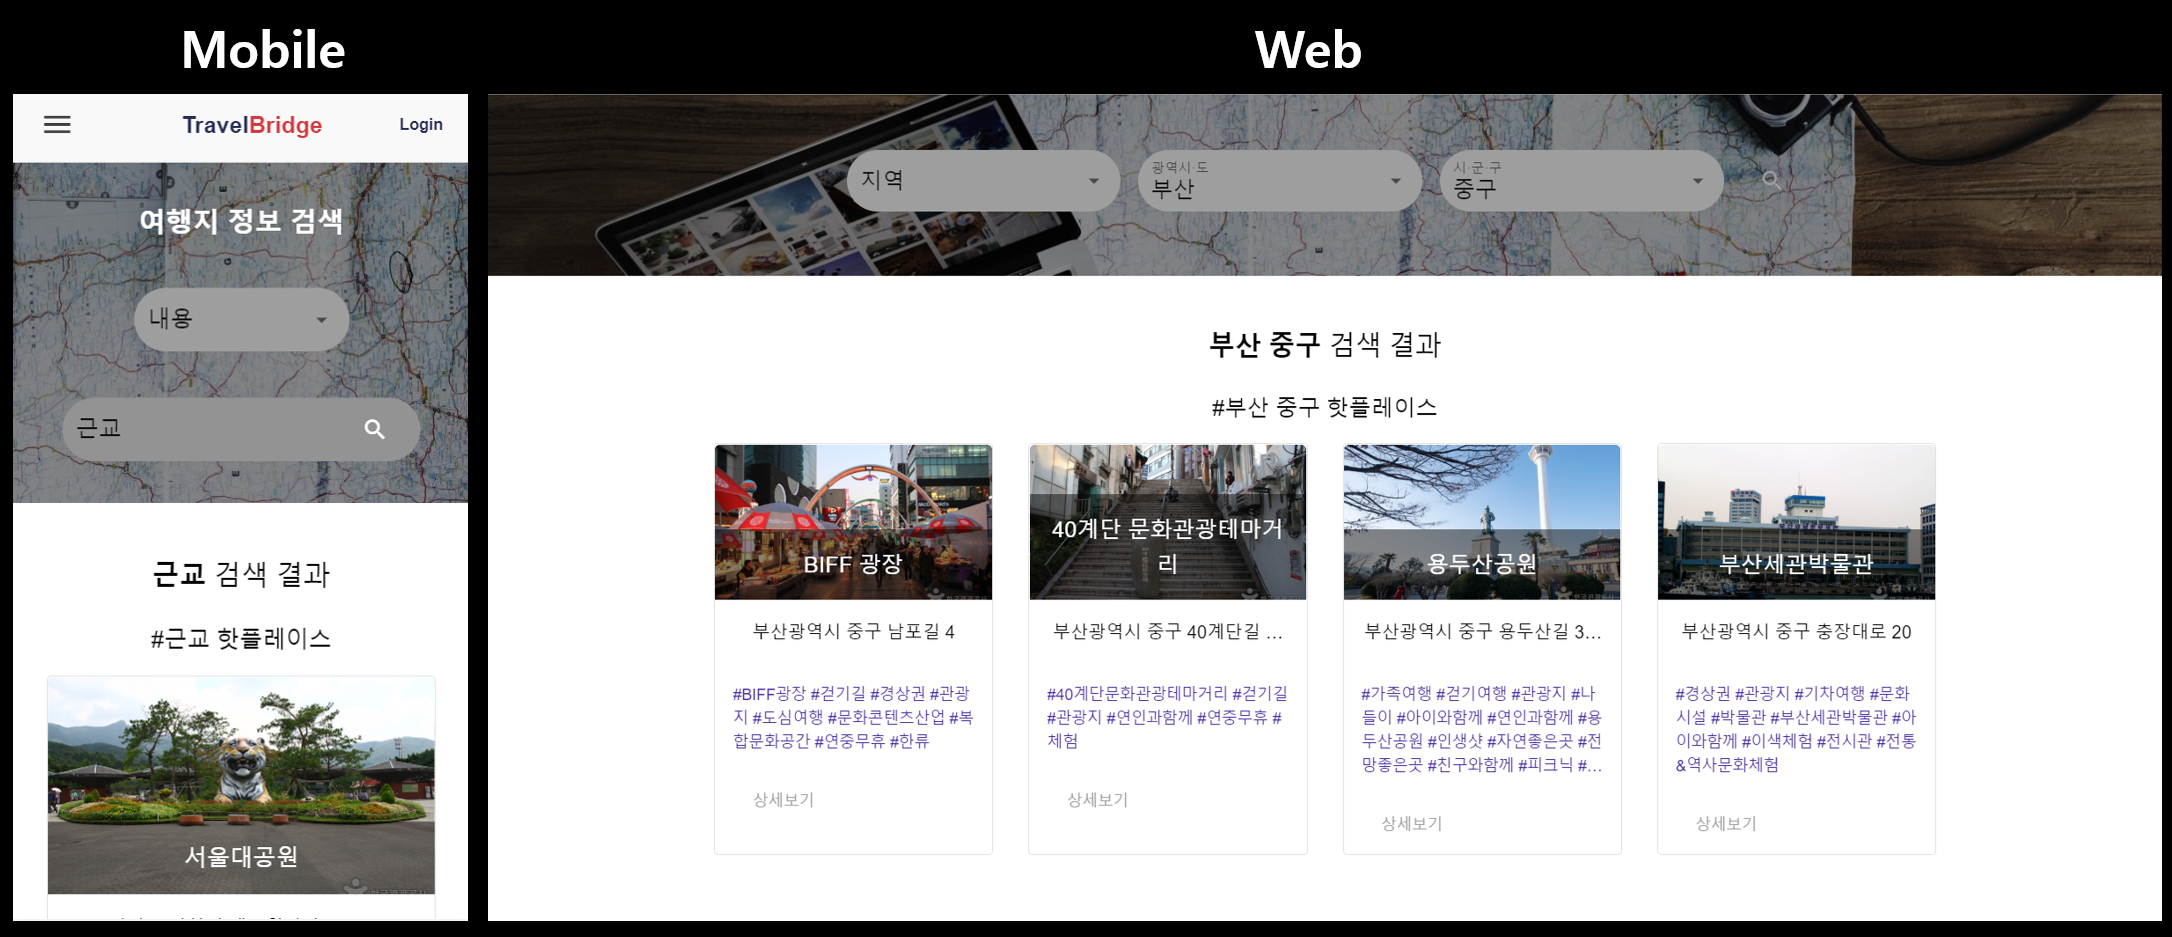 Mobile
Web
TravelBridge
Login
여행지 정보 검색
내용
근교
근교 검색 결과
#근교 핫플레이스
서울대공원
지역
광역시·도
부산
시·군·구
중구
부산 중구 검색 결과
#부산 중구 핫플레이스
BIFF 광장
부산광역시 중구 남포길 4
#BIFF광장 #걷기길 #경상권 #관광
지 #도심여행 #문화콘텐츠산업 #복
합문화공간 #연중무휴 #한류
상세보기
40계단 문화관광테마거
리
부산광역시 중구 40계단길 ...
#40계단문화관광테마거리 #걷기길
#관광지 #연인과함께 #연중무휴 #
체험
상세보기
용두산공원
부산광역시 중구 용두산길 3...
#가족여행 #걷기여행 #관광지 #나
들이 #아이와함께 #연인과함께 #용
두산공원 #인생샷 #자연좋은곳 #전
망좋은곳 #친구와함께 #피크닉 #...
상세보기
부산세관박물관
부산광역시 중구 충장대로 20
#경상권 #관광지 #기차여행 #문화
시설 #박물관 #부산세관박물관 #아
이와함께 #이색체험 #전시관 #전통
&역사문화체험
상세보기